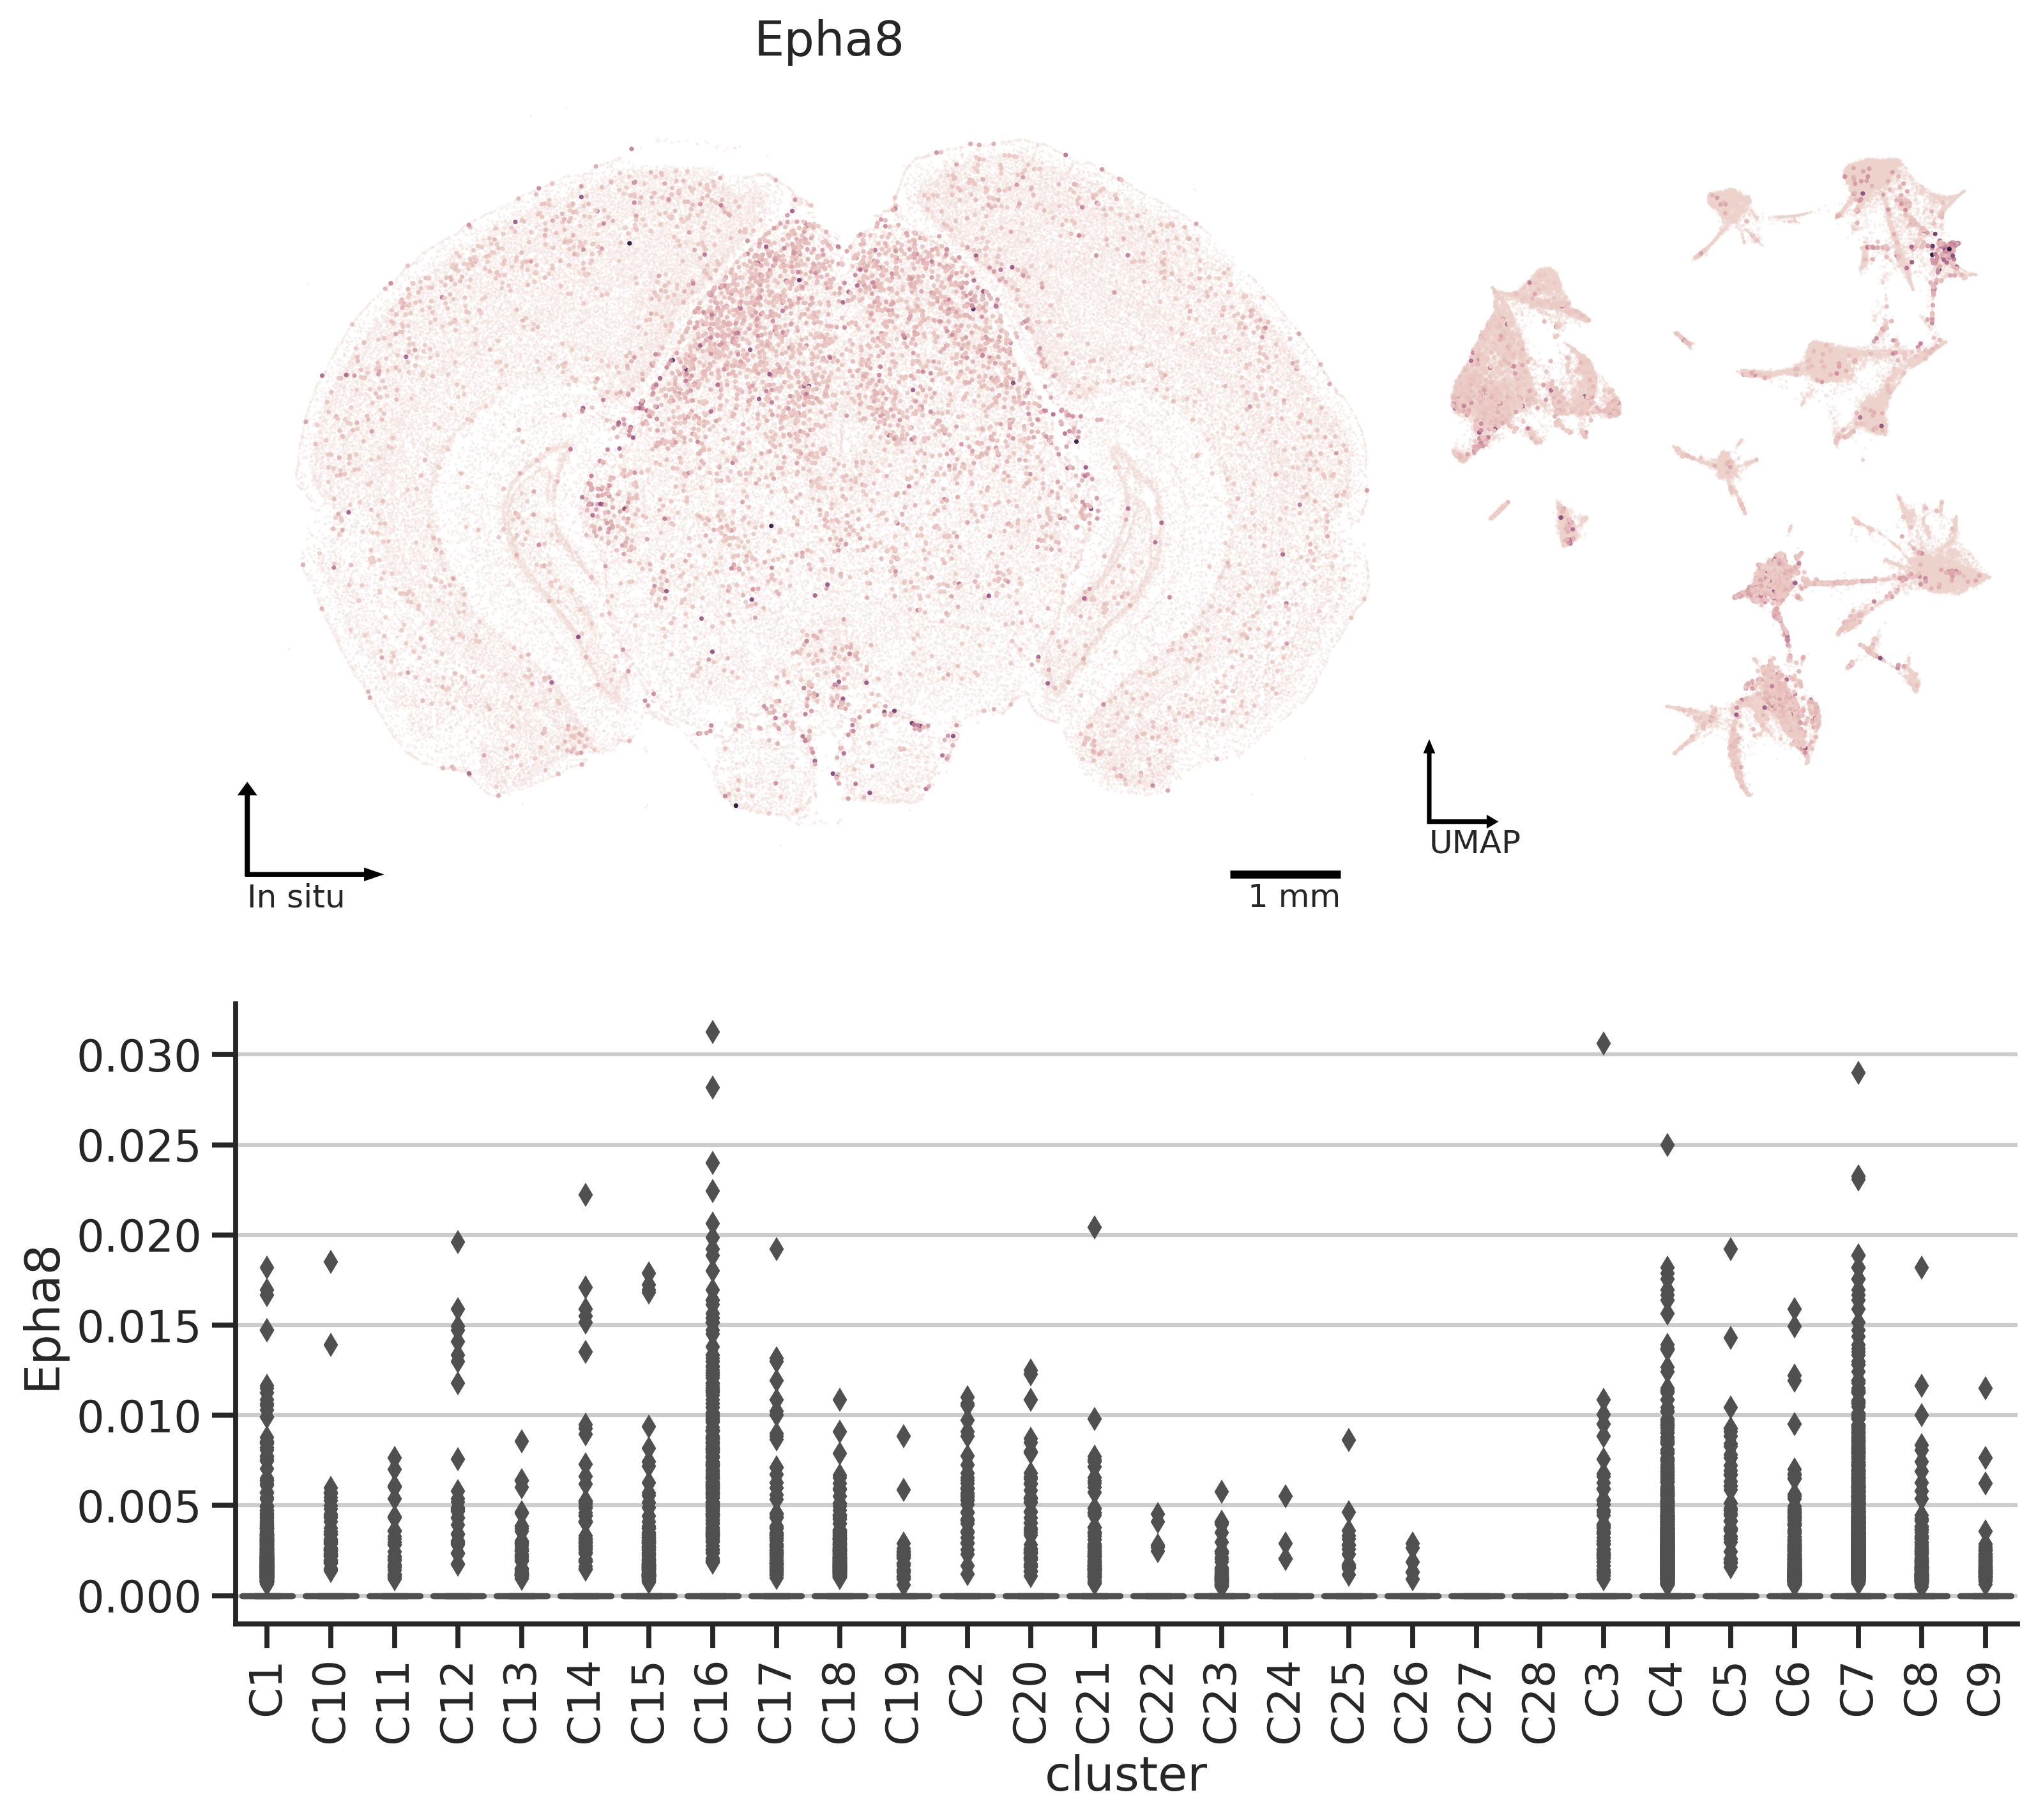 Epha8
In situ
1 mm
UMAP
Epha8
0.030
0.025
0.020
0.015
0.010
0.005
0.000
C1
C10
C11
C12
C13
C14
C15
C16
C17
C18
C19
C2
C20
C21
C22
C23
C24
C25
C26
C27
C28
C3
C4
C5
C6
C7
C8
C9
cluster